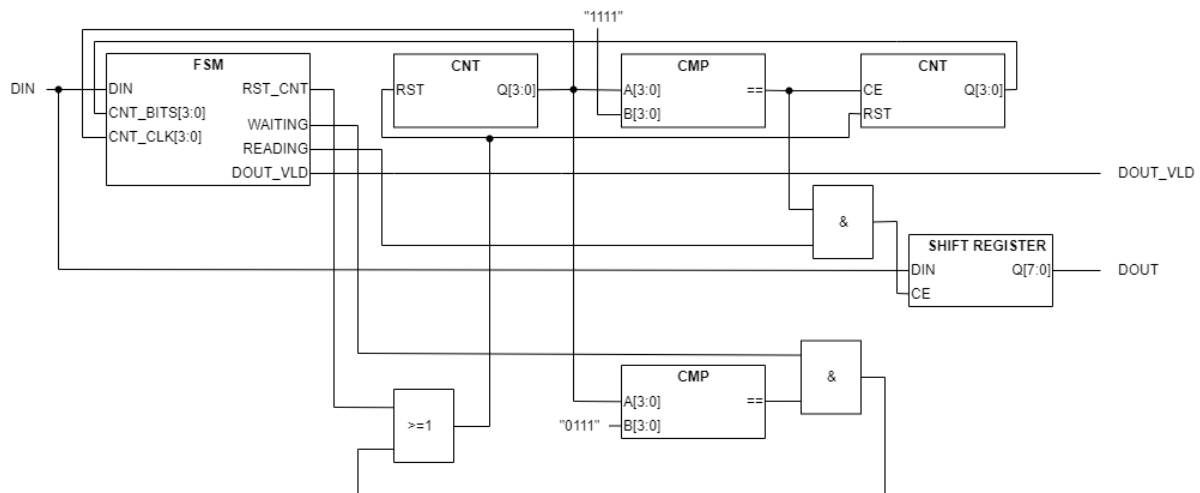 "1111"
FSM
CNT
CMP
CNT
DIN
DIN
RST_CNT
RST
Q[3:0]
A[3:0]
==
CE
Q[3:0]
CNT_BITS[3:0]
B[3:0]
RST
WAITING
CNT_CLK[3:0]
READING
DOUT_VLD
DOUT_VLD
&
SHIFT REGISTER
DIN
Q[7:0]
DOUT
CE
CMP
&
A[3:0]
==
>=1
"0111"
B[3:0]